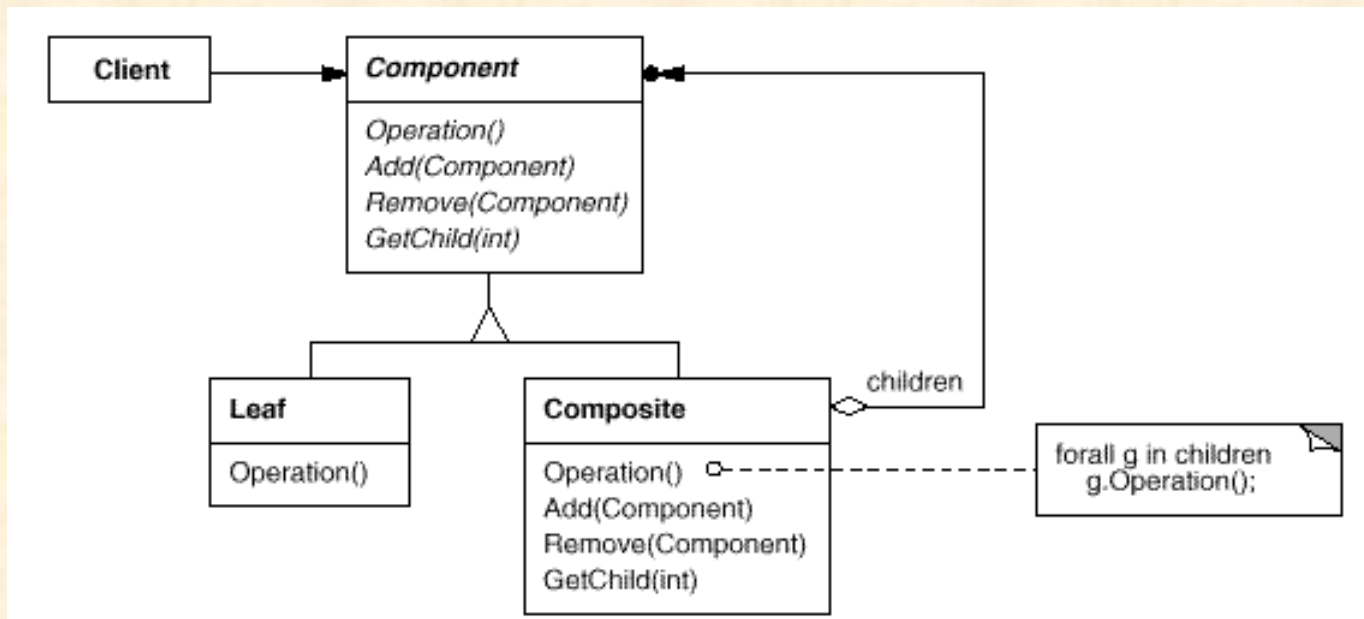 Client
Component
Operation()
Add(Component)
Remove(Component)
GetChild(int)
children
Leaf
Operation()
Composite
Operation()
Add(Component)
Remove(Component)
GetChild(int)
forall g in children
g.Operation();